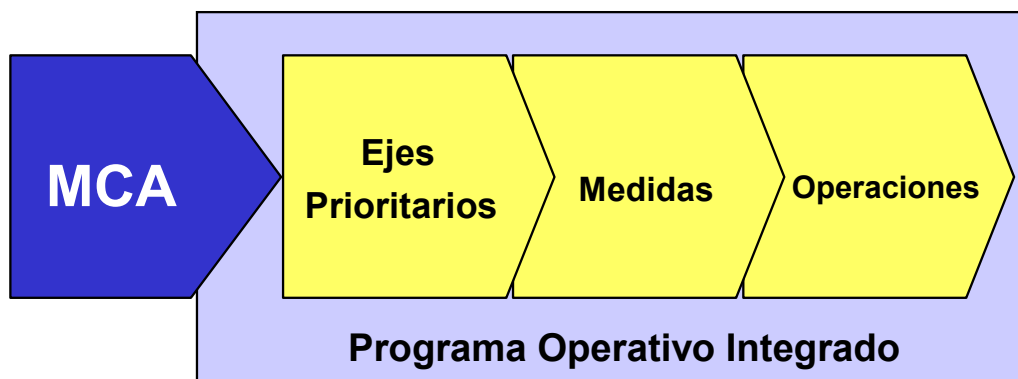 MCA
Ejes
Prioritarios
Medidas
Operaciones
Programa Operativo Integrado